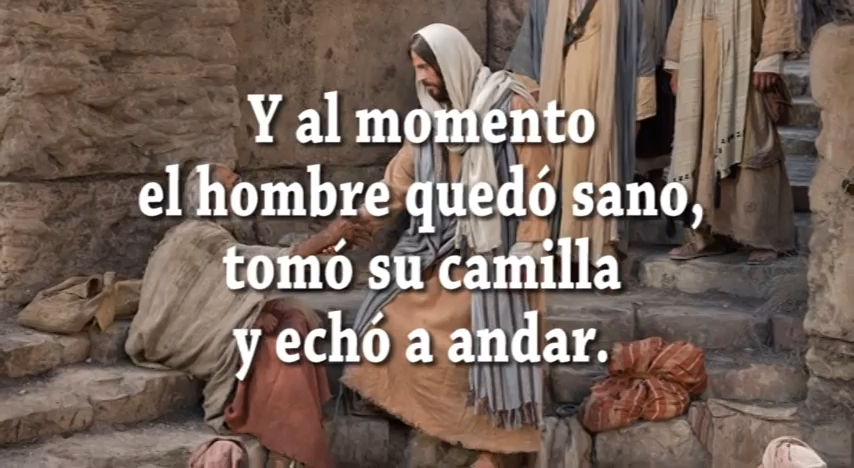 Y al momento
el hombre quedó sano,
tomó su camilla
y echó a andar.